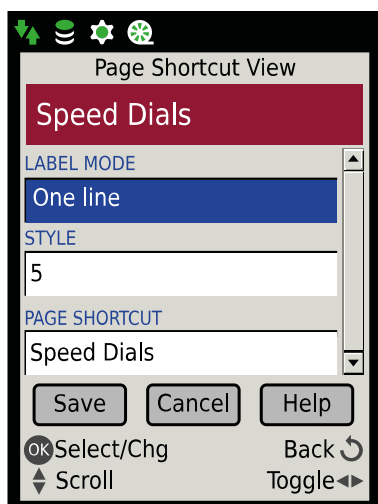 Page Shortcut View
Speed Dials
LABEL MODE
One line
STYLE
5
PAGE SHORTCUT
Speed Dials
Save Cancel Help
OK Select/Chg Back
Scroll Toggle